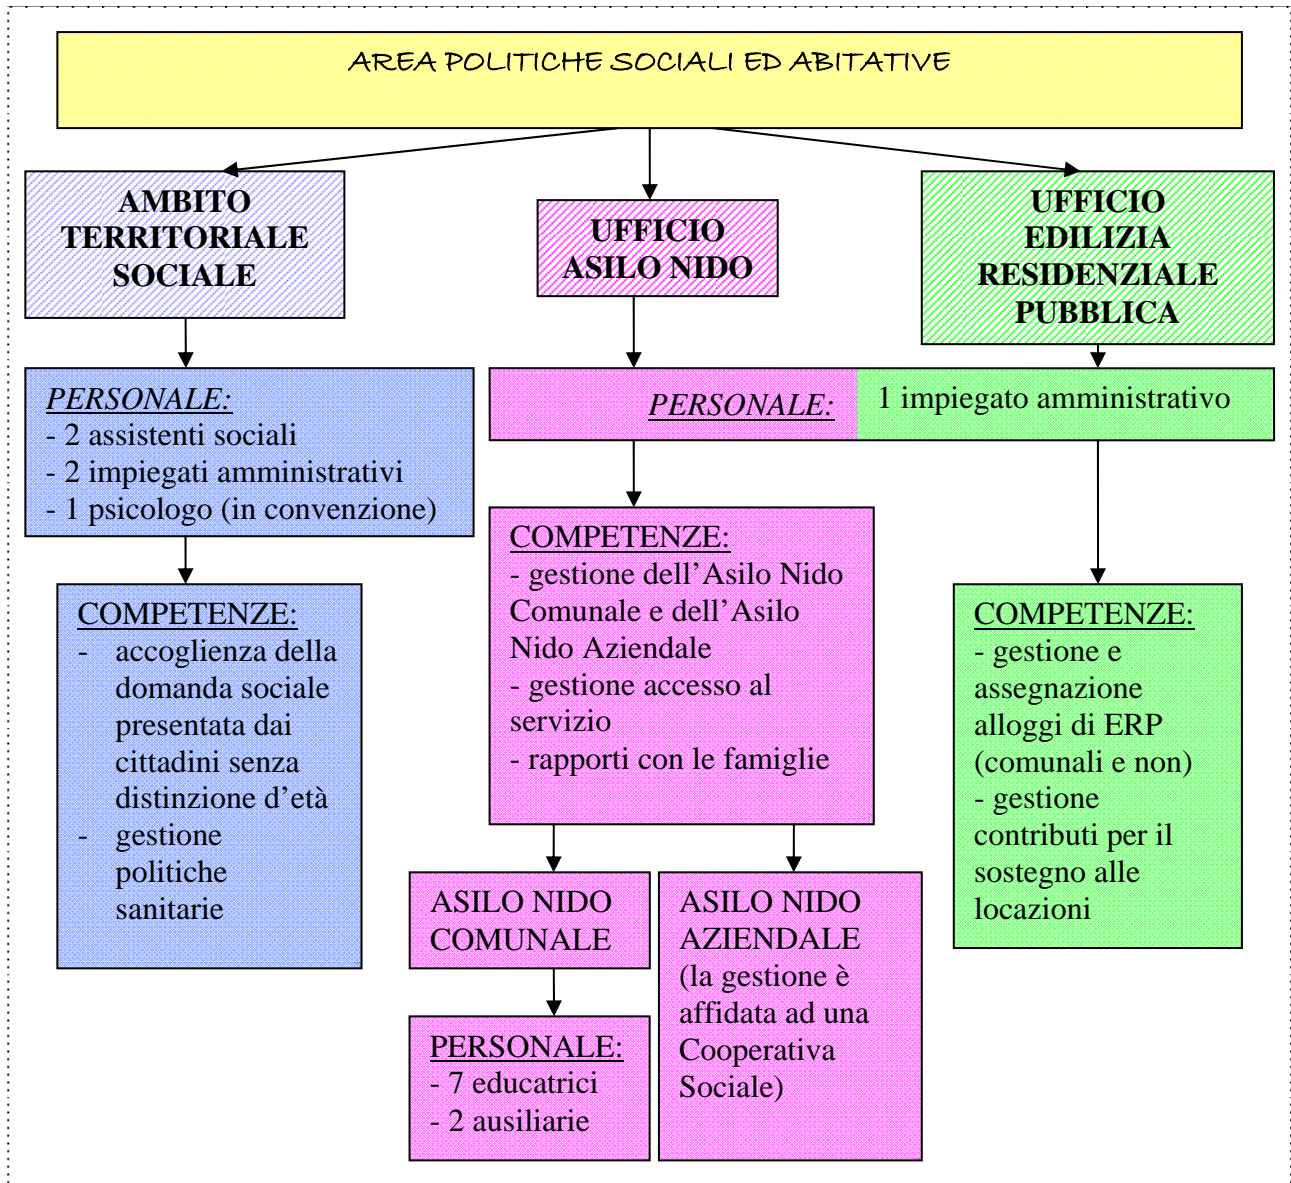 AREA POLITICHE SOCIALI ED ABITATIVE
AMBITO
TERRITORIALE
SOCIALE
UFFICIO
ASILO NIDO
UFFICIO
EDILIZIA
RESIDENZIALE
PUBBLICA
PERSONALE:
- 2 assistenti sociali
- 2 impiegati amministrativi
- 1 psicologo (in convenzione)
PERSONALE:
1 impiegato amministrativo
COMPETENZE:
- accoglienza della
domanda sociale
presentata dai
cittadini senza
distinzione d’età
- gestione
politiche
sanitarie
COMPETENZE:
- gestione dell’Asilo Nido
Comunale e dell’Asilo
Nido Aziendale
- gestione accesso al
servizio
- rapporti con le famiglie
COMPETENZE:
- gestione e
assegnazione
alloggi di ERP
(comunali e non)
- gestione
contributi per il
sostegno alle
locazioni
ASILO NIDO
COMUNALE
ASILO NIDO
AZIENDALE
(la gestione è
affidata ad una
Cooperativa
Sociale)
PERSONALE:
- 7 educatrici
- 2 ausiliarie